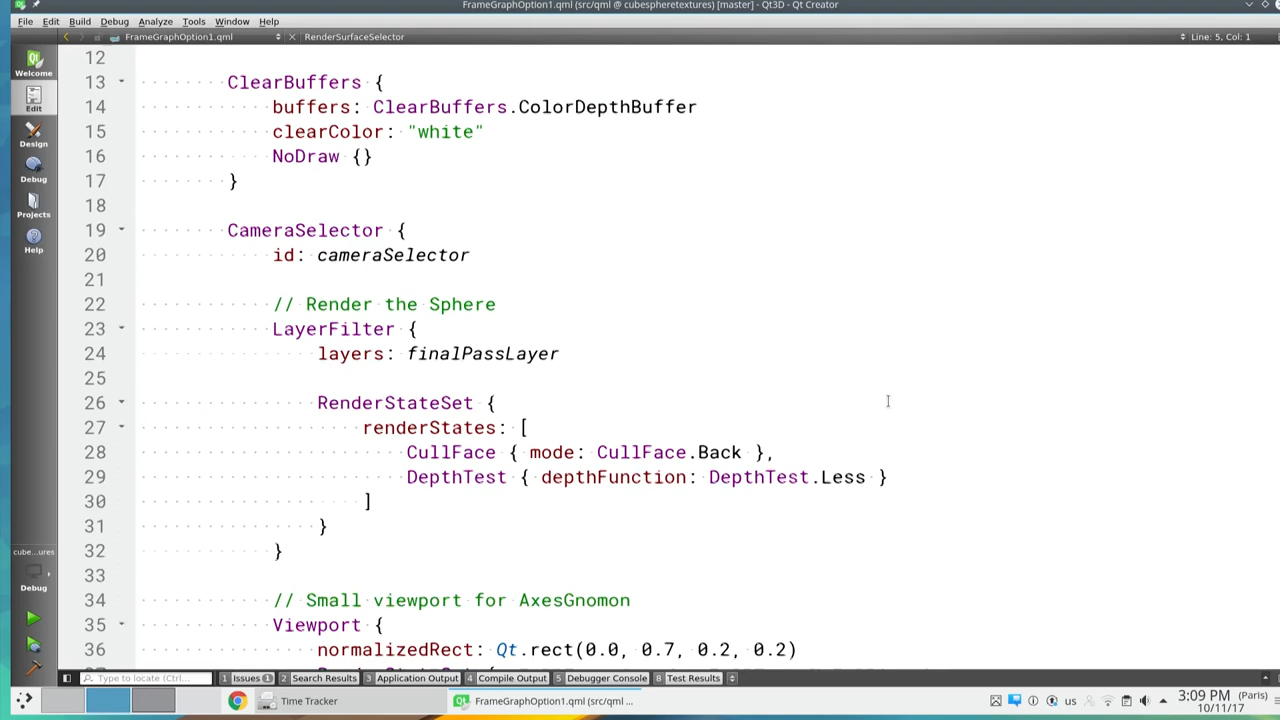 FrameGraphOption1.qml (src/qml @ cubespheretextures) [master] - Qt3D - Qt Creator
File Edit Build Debug Analyze Tools Window Help
FrameGraphOption1.qml RenderSurfaceSelector Line: 5, Col: 1
Welcome
Edit
Design
Debug
Projects
Help
cube...ures
Debug
12
13 ClearBuffers {
14 buffers: ClearBuffers.ColorDepthBuffer
15 clearColor: "white"
16 NoDraw {}
17 }
18
19 CameraSelector {
20 id: cameraSelector
21
22 // Render the Sphere
23 LayerFilter {
24 layers: finalPassLayer
25
26 RenderStateSet {
27 renderStates: [
28 CullFace { mode: CullFace.Back },
29 DepthTest { depthFunction: DepthTest.Less }
30 ]
31 }
32 }
33
34 // Small viewport for AxesGnomon
35 Viewport {
36 normalizedRect: Qt.rect(0.0, 0.7, 0.2, 0.2)
Type to locate (Ctrl... 1 Issues 1 2 Search Results 3 Application Output 4 Compile Output 5 Debugger Console 8 Test Results
Time Tracker FrameGraphOption1.qml (src/qml ... us 3:09 PM (Paris)
10/11/17